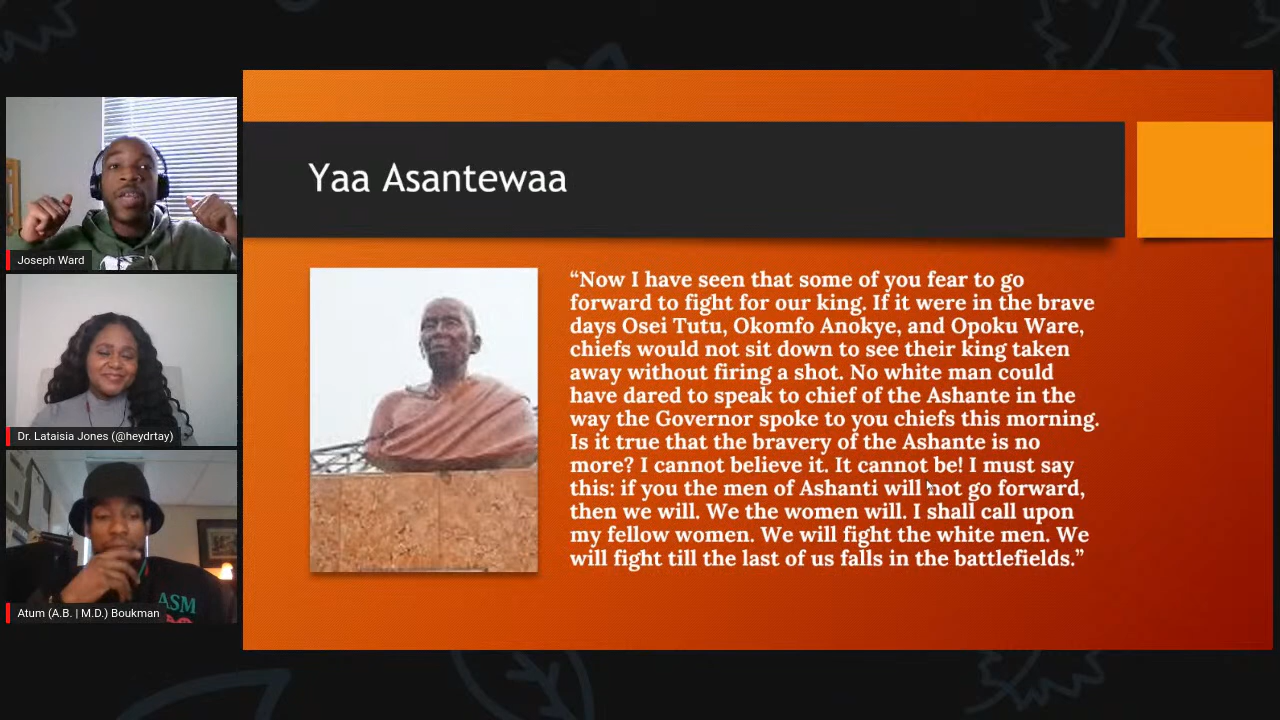 Joseph Ward
Dr. Lataisia Jones (@heydrtay)
ASM
Atum (A.B. | M.D.) Boukman
Yaa Asantewaa
“Now I have seen that some of you fear to go
forward to fight for our king. If it were in the brave
days Osei Tutu, Okomfo Anokye, and Opoku Ware,
chiefs would not sit down to see their king taken
away without firing a shot. No white man could
have dared to speak to chief of the Ashante in the
way the Governor spoke to you chiefs this morning.
Is it true that the bravery of the Ashante is no
more? I cannot believe it. It cannot be! I must say
this: if you the men of Ashanti will not go forward,
then we will. We the women will. I shall call upon
my fellow women. We will fight the white men. We
will fight till the last of us falls in the battlefields.”